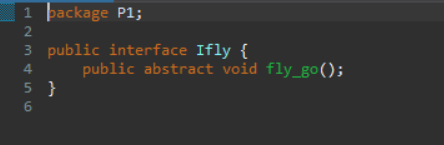 1 package P1;
2
3 public interface Ifly {
4     public abstract void fly_go();
5 }
6